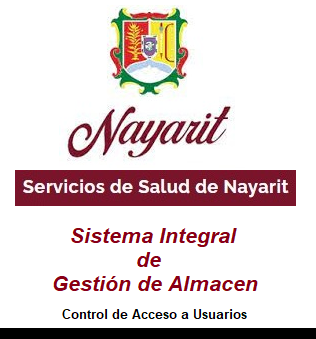 Nayarit
Servicios de Salud de Nayarit
Sistema Integral
de
Gestión de Almacen
Control de Acceso a Usuarios